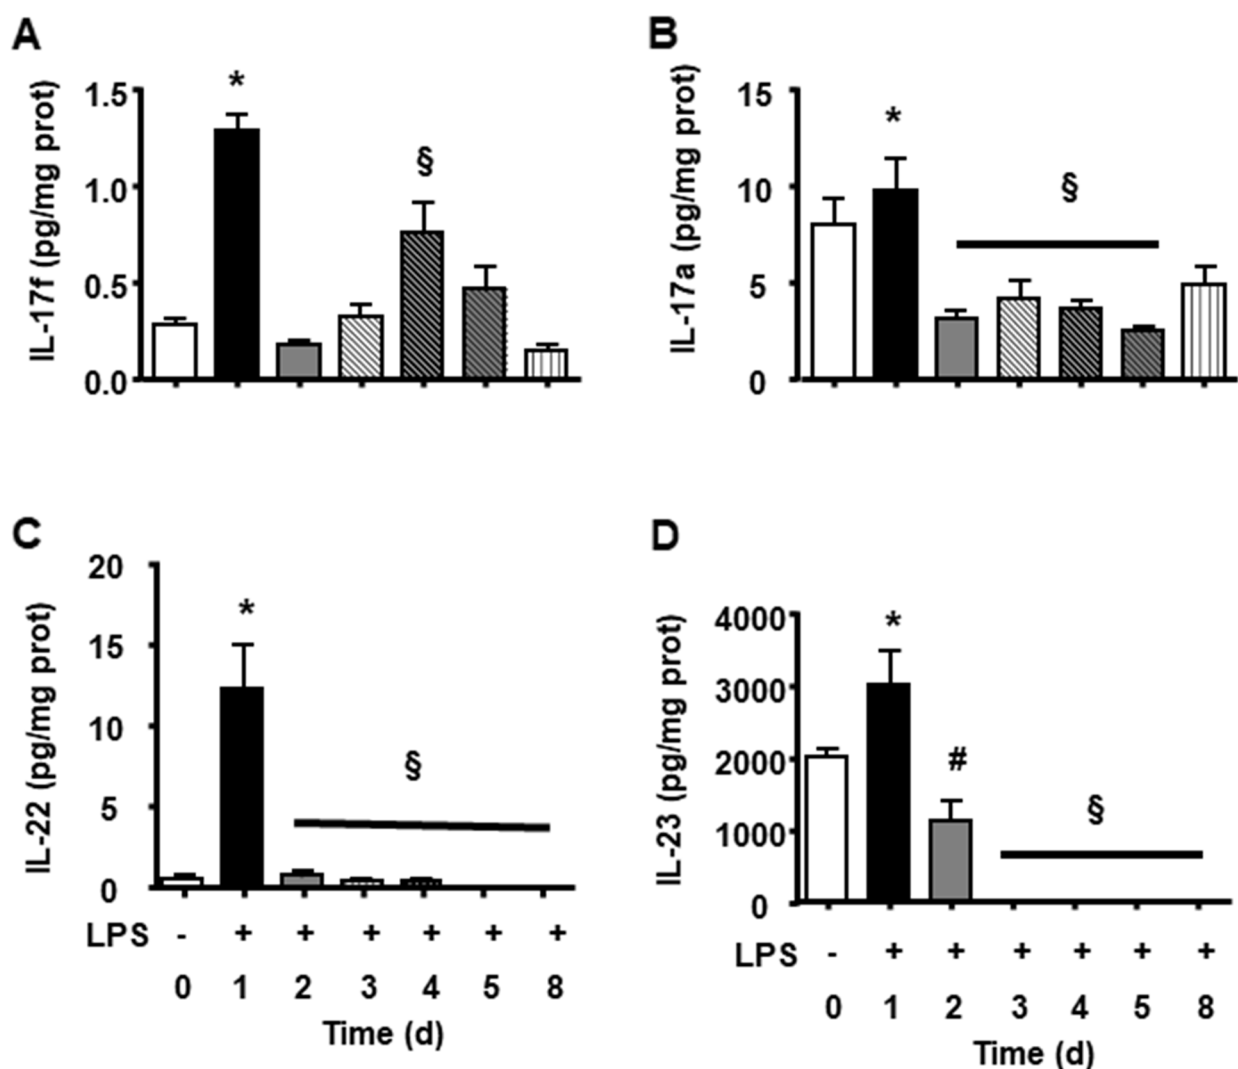 A
IL-17f (pg/mg prot)
1.5
1.0
0.5
0.0
*
§
B
IL-17a (pg/mg prot)
15
10
5
0
*
§
C
IL-22 (pg/mg prot)
20
15
10
5
0
*
§
LPS - + + + + + +
0 1 2 3 4 5 8
Time (d)
D
IL-23 (pg/mg prot)
4000
3000
2000
1000
0
*
#
§
LPS - + + + + + +
0 1 2 3 4 5 8
Time (d)